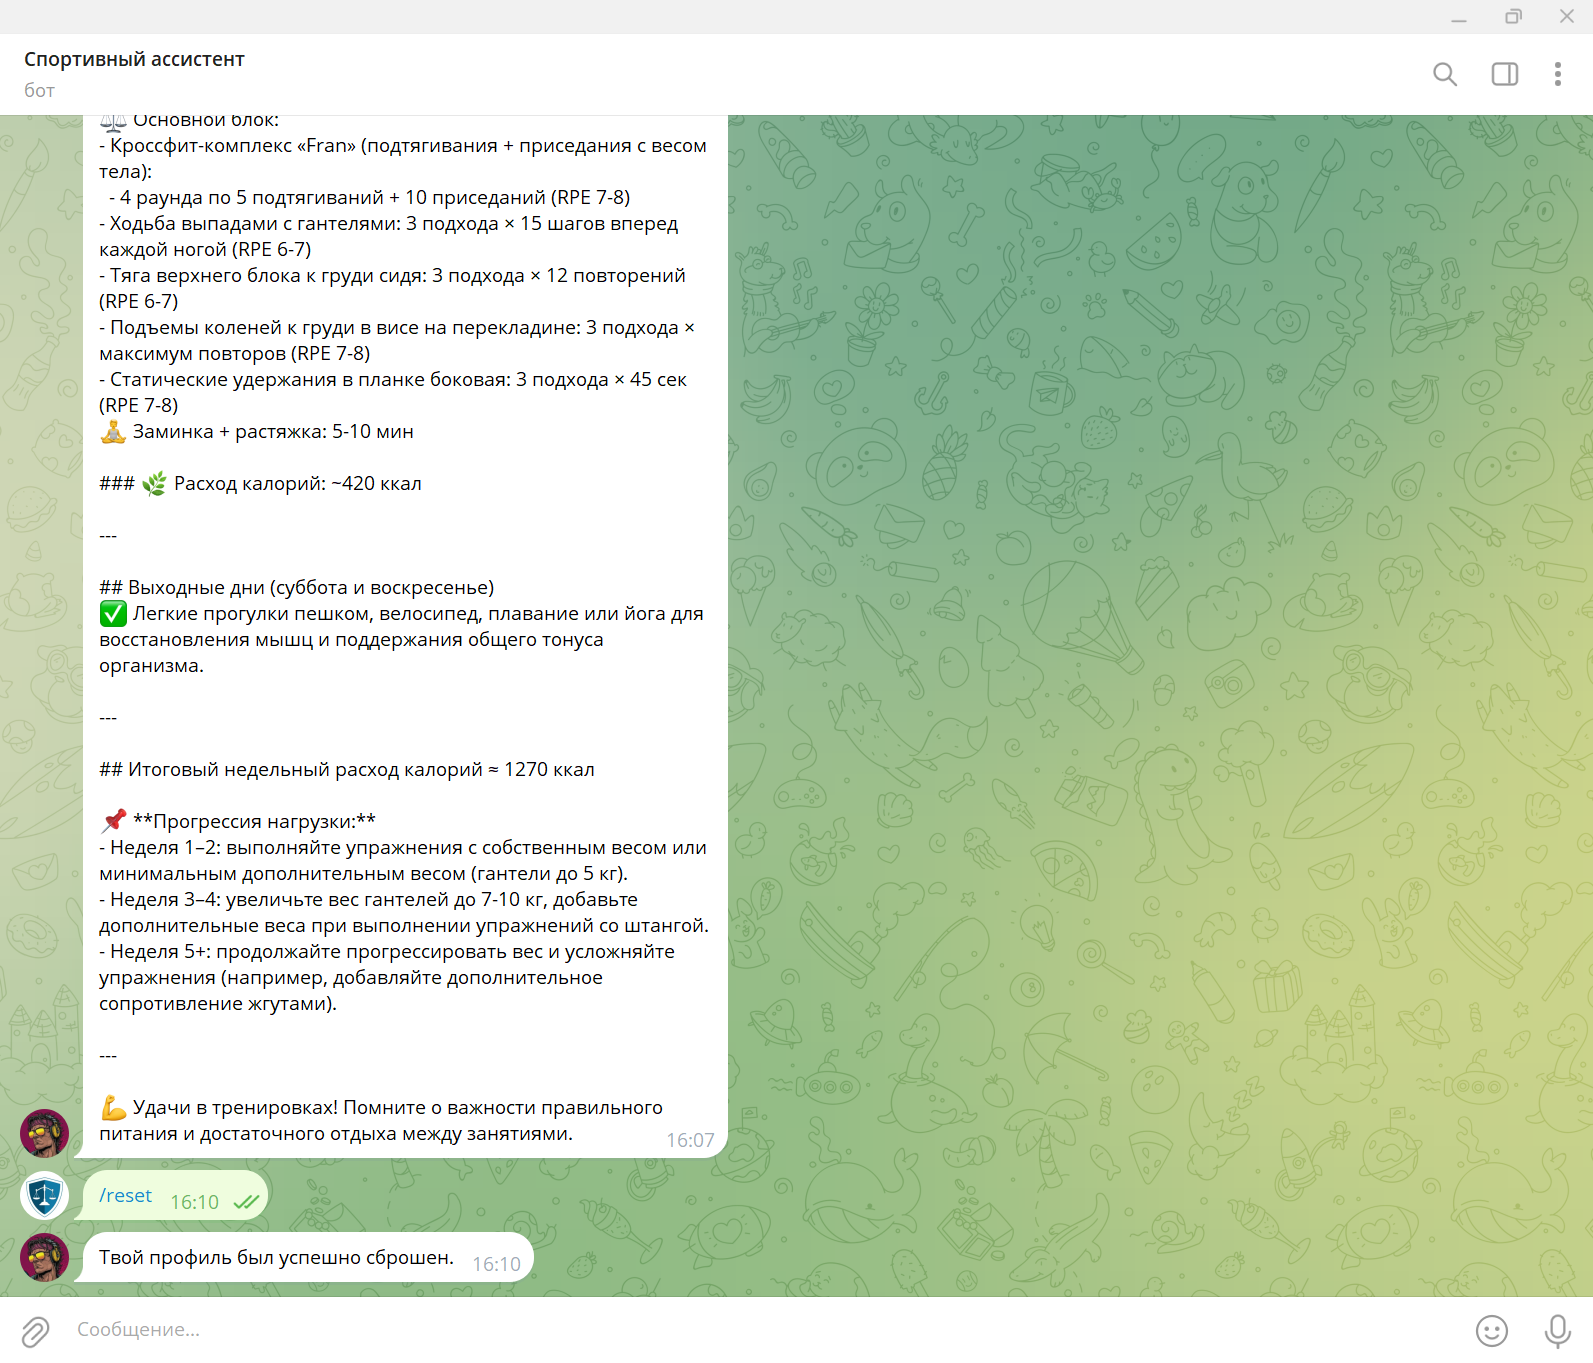 Спортивный ассистент
бот
⚖️ Основной блок:
- Кроссфит-комплекс «Fran» (подтягивания + приседания с весом
тела):
- 4 раунда по 5 подтягиваний + 10 приседаний (RPE 7-8)
- Ходьба выпадами с гантелями: 3 подхода × 15 шагов вперед
каждой ногой (RPE 6-7)
- Тяга верхнего блока к груди сидя: 3 подхода × 12 повторений
(RPE 6-7)
- Подъемы коленей к груди в висе на перекладине: 3 подхода ×
максимум повторов (RPE 7-8)
- Статические удержания в планке боковая: 3 подхода × 45 сек
(RPE 7-8)
🧘 Заминка + растяжка: 5-10 мин
### 🌿 Расход калорий: ~420 ккал
---
## Выходные дни (суббота и воскресенье)
✅ Легкие прогулки пешком, велосипед, плавание или йога для
восстановления мышц и поддержания общего тонуса
организма.
---
## Итоговый недельный расход калорий ≈ 1270 ккал
📌 **Прогрессия нагрузки:**
- Неделя 1–2: выполняйте упражнения с собственным весом или
минимальным дополнительным весом (гантели до 5 кг).
- Неделя 3–4: увеличьте вес гантелей до 7-10 кг, добавьте
дополнительные веса при выполнении упражнений со штангой.
- Неделя 5+: продолжайте прогрессировать вес и усложняйте
упражнения (например, добавляйте дополнительное
сопротивление жгутами).
---
💪 Удачи в тренировках! Помните о важности правильного
питания и достаточного отдыха между занятиями. 16:07
/reset 16:10
Твой профиль был успешно сброшен. 16:10
Сообщение...